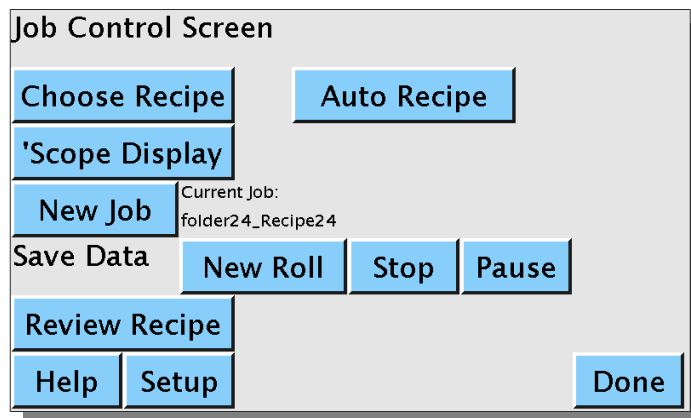 Job Control Screen
Choose Recipe Auto Recipe
'Scope Display
New Job Current Job:
folder24_Recipe24
Save Data New Roll Stop Pause
Review Recipe
Help Setup Done